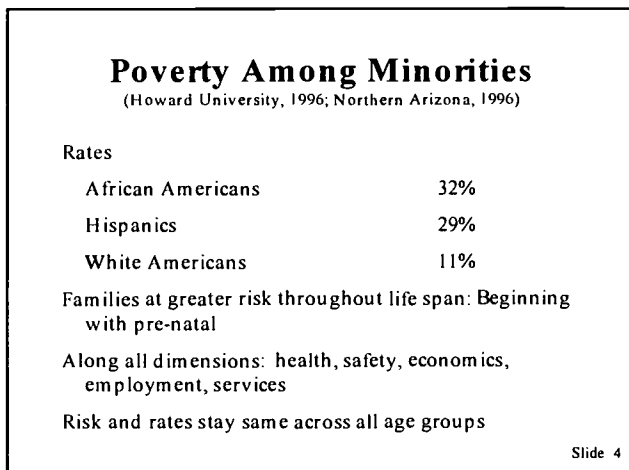 Poverty Among Minorities
(Howard University, 1996; Northern Arizona, 1996)
Rates
African Americans 32%
Hispanics 29%
White Americans 11%
Families at greater risk throughout life span: Beginning
with pre-natal
Along all dimensions: health, safety, economics,
employment, services
Risk and rates stay same across all age groups
Slide 4